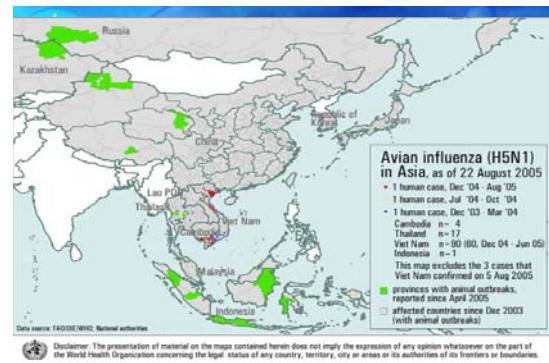 Russia
Kazakhstan
Republic of
Korea
Japan
China
Lao PDR
Thailand
Viet Nam
Cambodia
Malaysia
Indonesia
Avian influenza (H5N1)
in Asia, as of 22 August 2005
1 human case, Dec '04 - Aug '05
1 human case, Jul '04 - Oct '04
1 human case, Dec '03 - Mar '04
Cambodia n= 4
Thailand n= 17
Viet Nam n=90 (60, Dec 04 - Jun 05)
Indonesia n= 1
This map excludes the 3 cases that
Viet Nam confirmed on 5 Aug 2005
provinces with animal outbreaks,
reported since April 2005
affected countries since Dec 2003
(with animal outbreaks)
Data source: FAO/OIE/WHO; National authorities
Disclaimer: The presentation of material on the maps contained herein does not imply the expression of any opinion whatsoever on the part of
the World Health Organization concerning the legal status of any country, territory, city or areas or its authorities of its frontiers or boundaries.